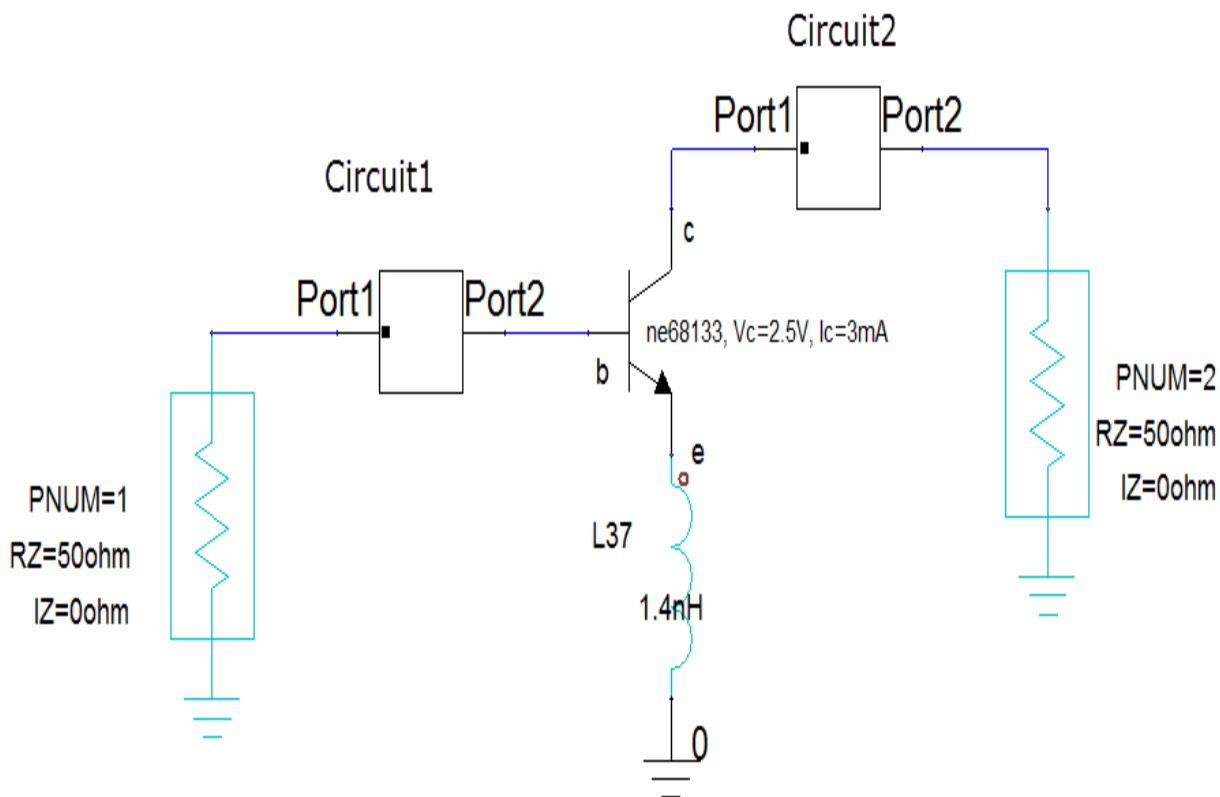 Circuit2
Port1
Port2
Circuit1
Port1
Port2
c
ne68133, Vc=2.5V, Ic=3mA
b
PNUM=2
RZ=50ohm
IZ=0ohm
e
PNUM=1
RZ=50ohm
IZ=0ohm
L37
1.4nH
0